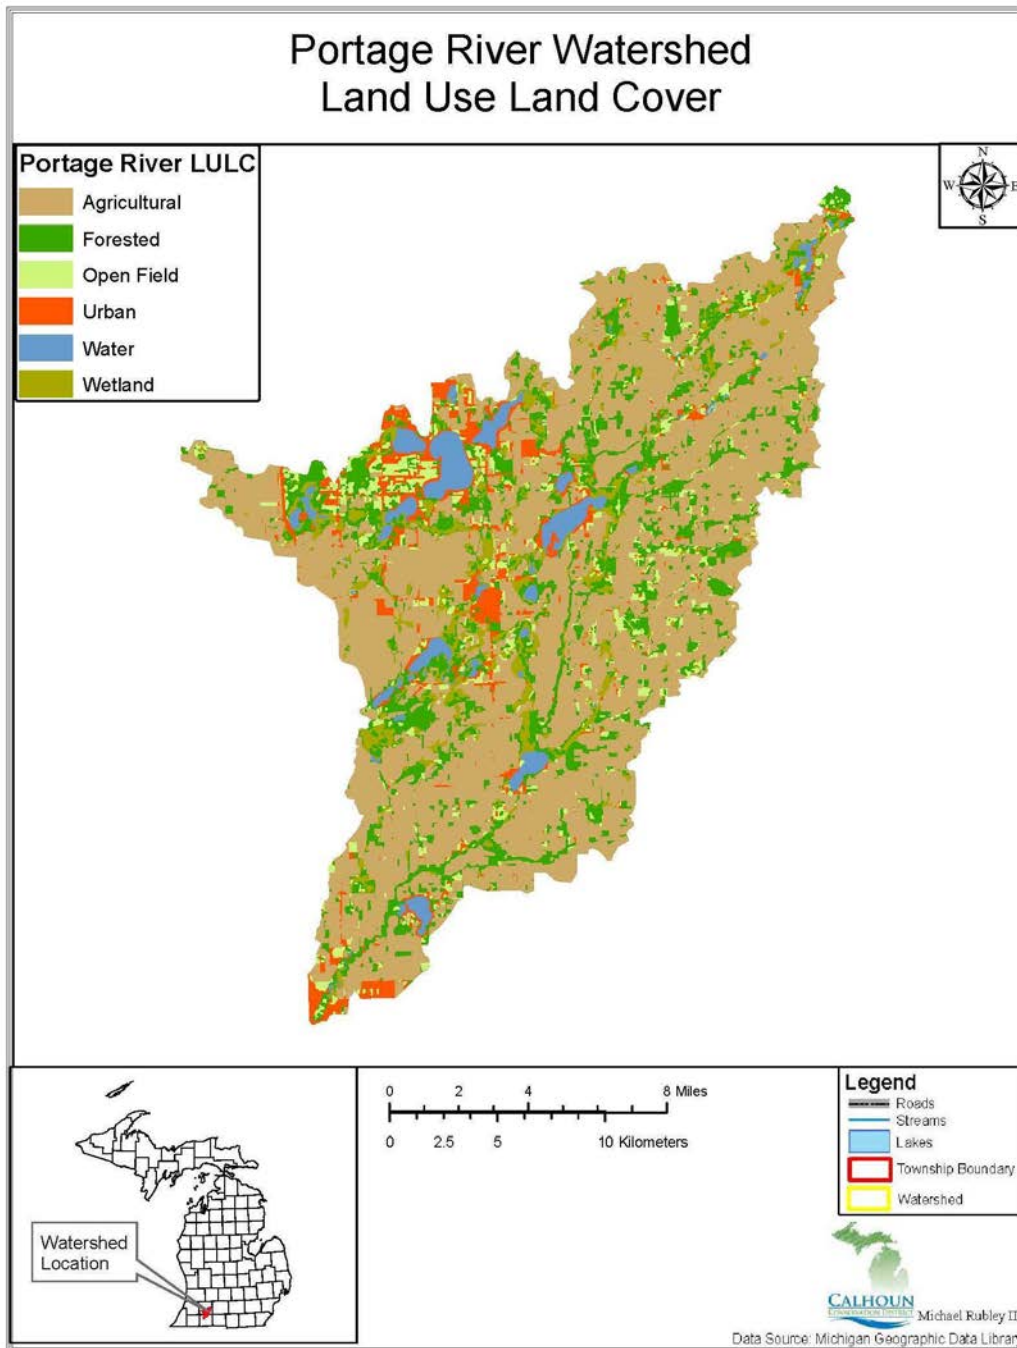 Portage River Watershed
Land Use Land Cover
Portage River LULC
Agricultural
Forested
Open Field
Urban
Water
Wetland
N
W E
S
Watershed
Location
0 2 4 8 Miles
0 2.5 5 10 Kilometers
Legend
Roads
Streams
Lakes
Township Boundary
Watershed
CALHOUN
CONSERVATION DISTRICT
Michael Rubley II
Data Source: Michigan Geographic Data Library